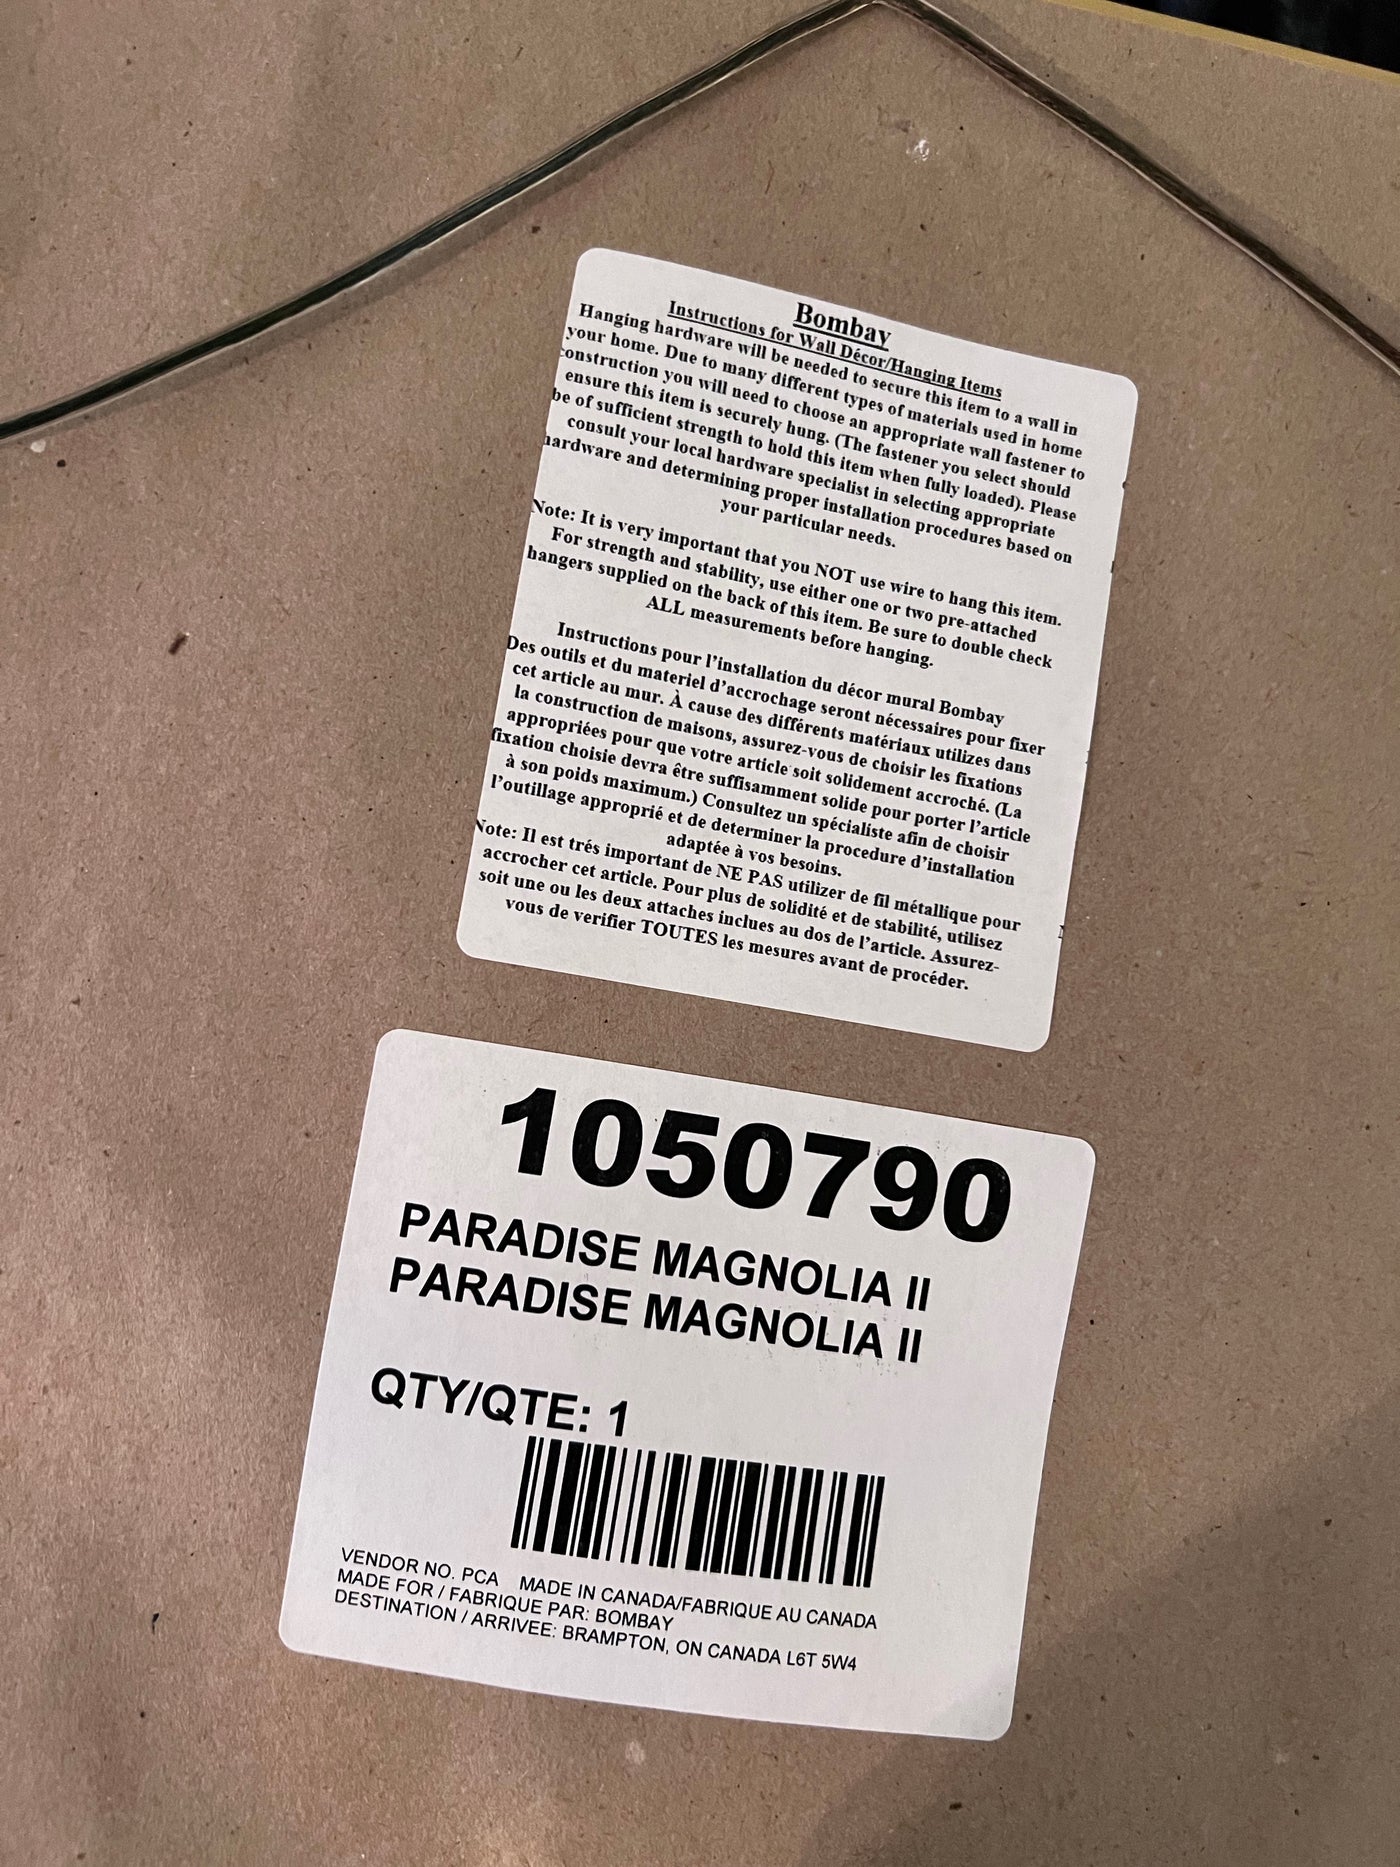 Bombay
Instructions for Wall Décor/Hanging Items
Hanging hardware will be needed to secure this item to a wall in
your home. Due to many different types of materials used in home
construction you will need to choose an appropriate wall fastener to
ensure this item is securely hung. (The fastener you select should
be of sufficient strength to hold this item when fully loaded). Please
consult your local hardware specialist in selecting appropriate
hardware and determining proper installation procedures based on
your particular needs.
Note: It is very important that you NOT use wire to hang this item.
For strength and stability, use either one or two pre-attached
hangers supplied on the back of this item. Be sure to double check
ALL measurements before hanging.
Instructions pour l'installation du décor mural Bombay
Des outils et du materiel d'accrochage seront nécessaires pour fixer
cet article au mur. À cause des différents matériaux utilizes dans
la construction de maisons, assurez-vous de choisir les fixations
appropriées pour que votre article soit solidement accroché. (La
fixation choisie devra être suffisamment solide pour porter l'article
à son poids maximum.) Consultez un spécialiste afin de choisir
l'outillage approprié et de determiner la procedure d'installation
adaptée à vos besoins.
Note: Il est trés important de NE PAS utilizer de fil métallique pour
accrocher cet article. Pour plus de solidité et de stabilité, utilisez
soit une ou les deux attaches inclues au dos de l'article. Assurez-
vous de verifier TOUTES les mesures avant de procéder.
1050790
PARADISE MAGNOLIA II
PARADISE MAGNOLIA II
QTY/QTE: 1
VENDOR NO. PCA MADE IN CANADA/FABRIQUE AU CANADA
MADE FOR / FABRIQUE PAR: BOMBAY
DESTINATION / ARRIVEE: BRAMPTON, ON CANADA L6T 5W4